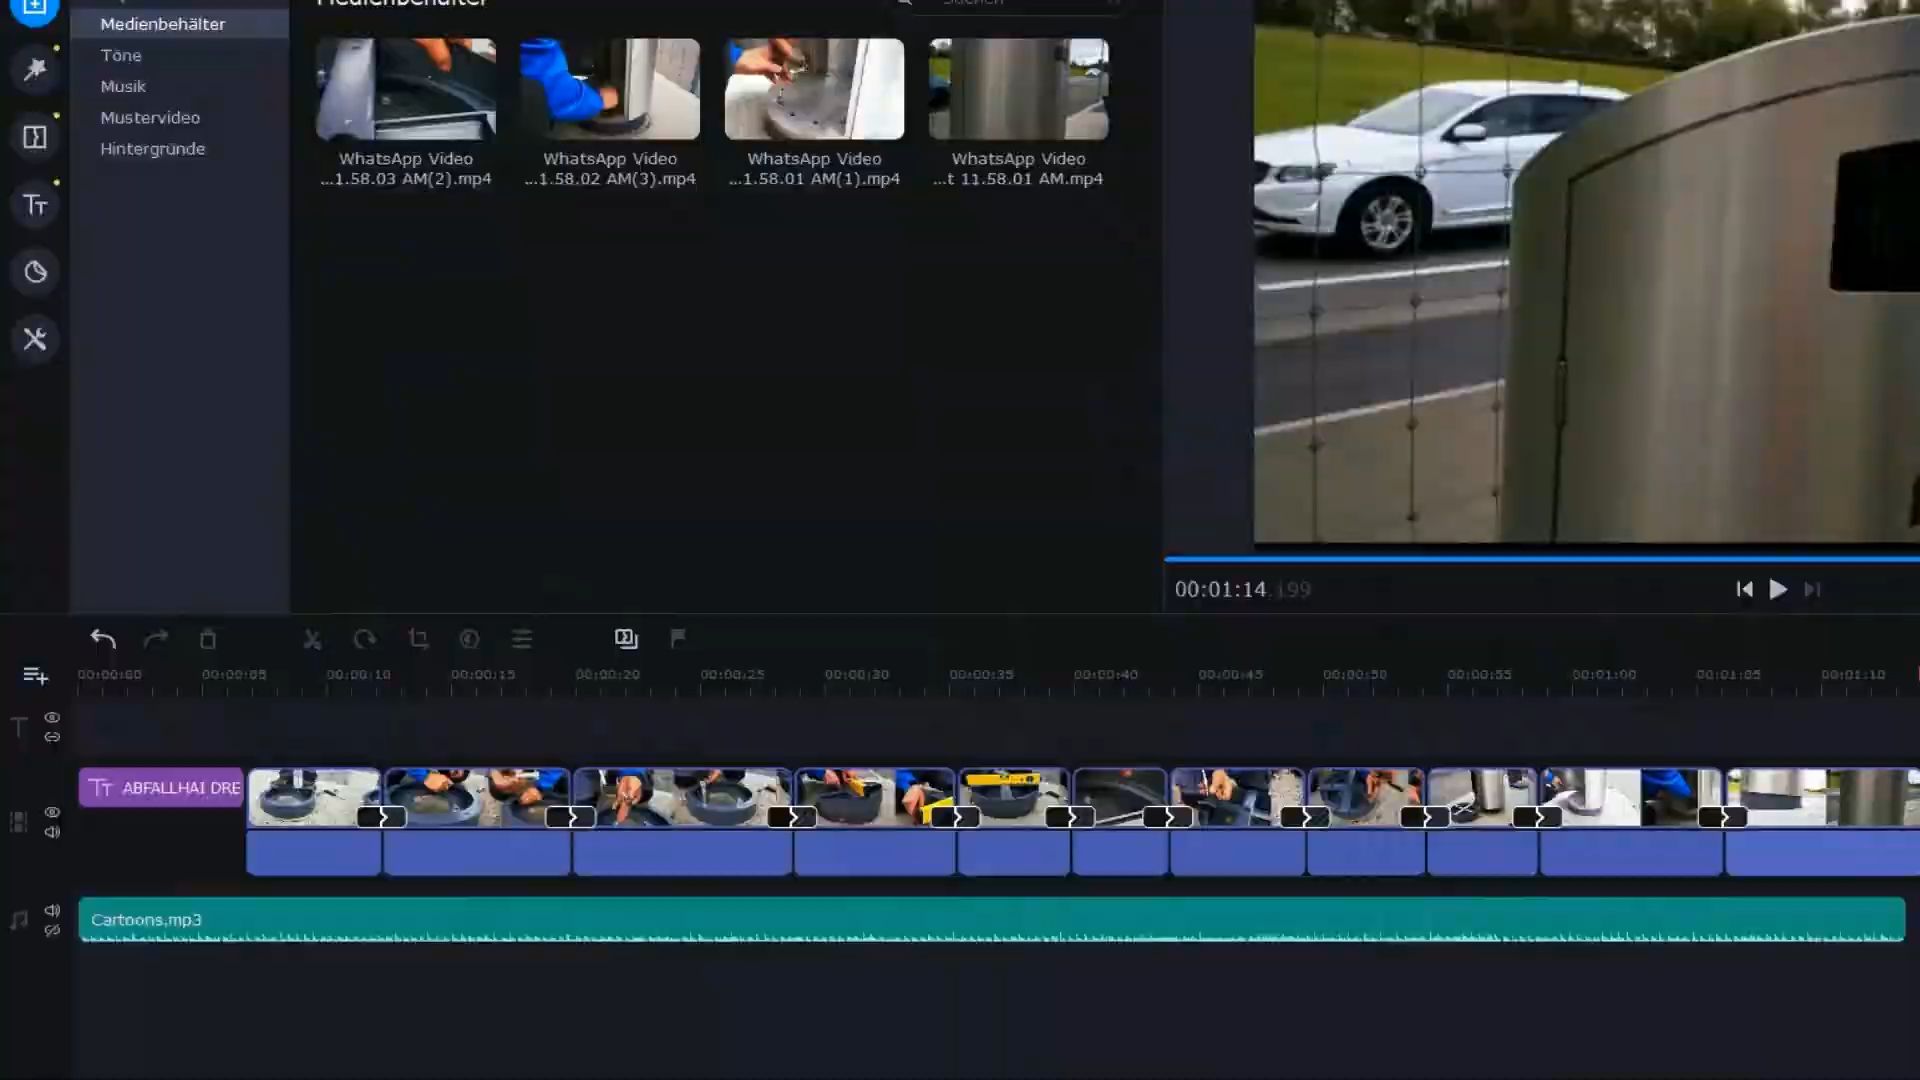 Medienbehälter
Suchen
Medienbehälter
Töne
Musik
Mustervideo
Hintergründe
WhatsApp Video
...1.58.03 AM(2).mp4
WhatsApp Video
...1.58.02 AM(3).mp4
WhatsApp Video
...1.58.01 AM(1).mp4
WhatsApp Video
...t 11.58.01 AM.mp4
00:01:14.199
00:00:00 00:00:05 00:00:10 00:00:15 00:00:20 00:00:25 00:00:30 00:00:35 00:00:40 00:00:45 00:00:50 00:00:55 00:01:00 00:01:05 00:01:10
ABFALLHAI DRE
Cartoons.mp3